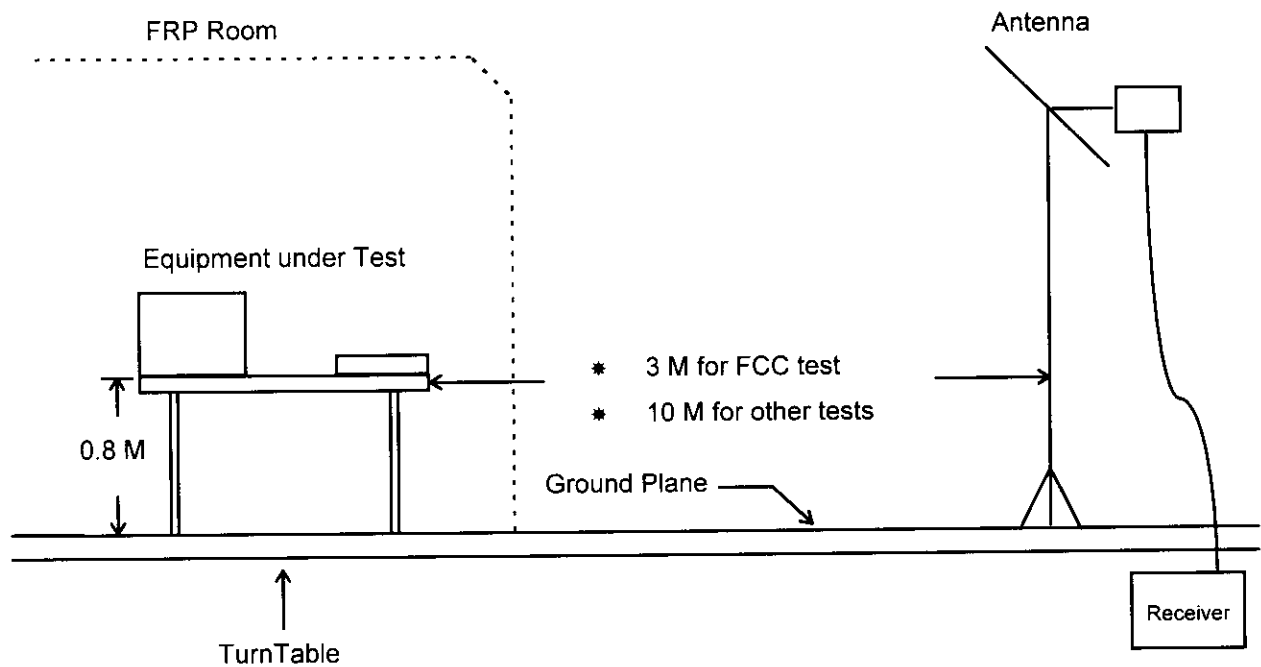 FRP Room
Antenna
Equipment under Test
✷ 3 M for FCC test
✷ 10 M for other tests
0.8 M
Ground Plane
Receiver
TurnTable